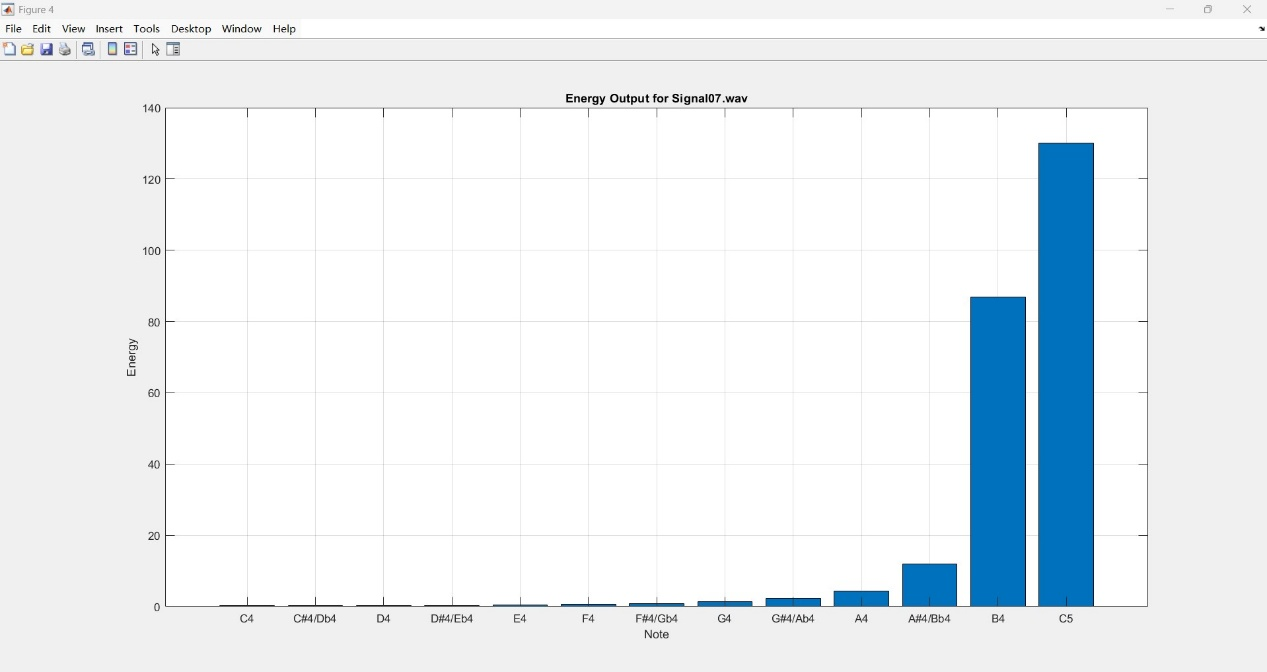 Figure 4
File Edit View Insert Tools Desktop Window Help
Energy Output for Signal07.wav
140
120
100
80
60
40
20
0
Energy
C4 C#4/Db4 D4 D#4/Eb4 E4 F4 F#4/Gb4 G4 G#4/Ab4 A4 A#4/Bb4 B4 C5
Note